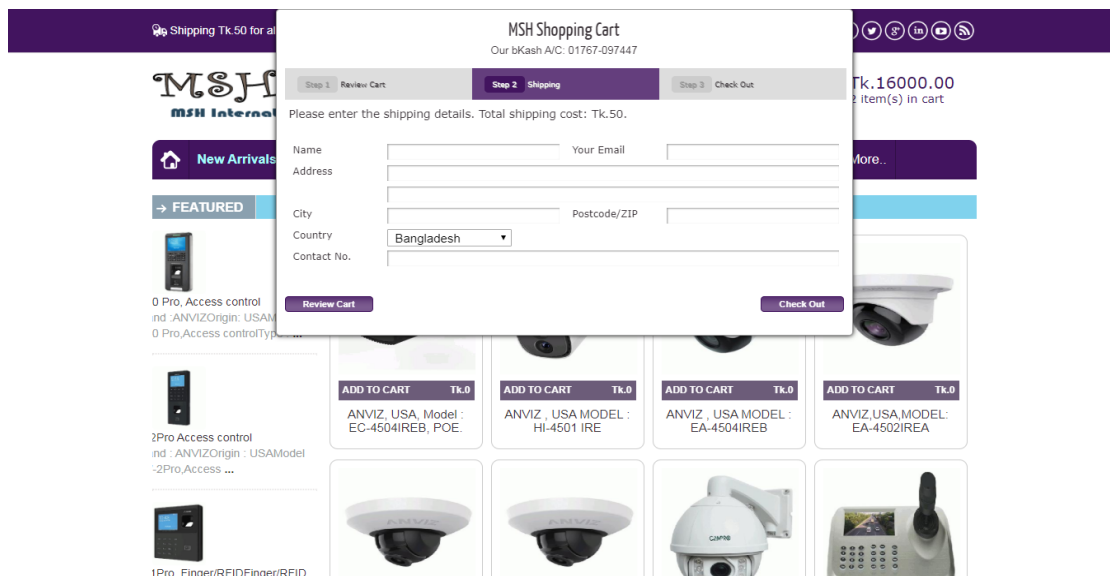 Shipping Tk.50 for al
MSH Shopping Cart
Our bKash A/C: 01767-097447
MSH
MSH Internat
Tk.16000.00
2 item(s) in cart
Step 1 Review Cart
Step 2 Shipping
Step 3 Check Out
Please enter the shipping details. Total shipping cost: Tk.50.
Name
Your Email
Address
City
Postcode/ZIP
Country
Bangladesh
Contact No.
Review Cart
Check Out
New Arrivals
More..
→ FEATURED
0 Pro, Access control
nd :ANVIZOrigin: USAM
0 Pro,Access controlType ...
2Pro Access control
nd : ANVIZOrigin : USAModel
-2Pro,Access ...
1Pro Finger/RFIDFinger/RFID
ADD TO CART Tk.0
ANVIZ, USA, Model :
EC-4504IREB, POE.
ADD TO CART Tk.0
ANVIZ , USA MODEL :
HI-4501 IRE
ADD TO CART Tk.0
ANVIZ , USA MODEL :
EA-4504IREB
ADD TO CART Tk.0
ANVIZ,USA,MODEL:
EA-4502IREA
ANVIZ
ANVIZ